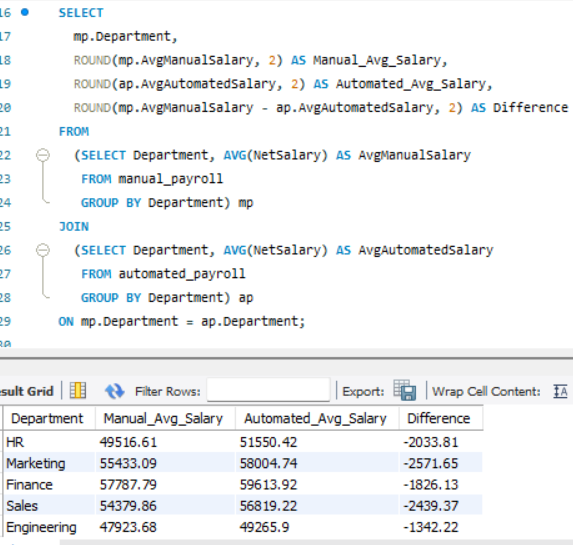 16 SELECT
17 mp.Department,
18 ROUND(mp.AvgManualSalary, 2) AS Manual_Avg_Salary,
19 ROUND(ap.AvgAutomatedSalary, 2) AS Automated_Avg_Salary,
20 ROUND(mp.AvgManualSalary - ap.AvgAutomatedSalary, 2) AS Difference
21 FROM
22 (SELECT Department, AVG(NetSalary) AS AvgManualSalary
23 FROM manual_payroll
24 GROUP BY Department) mp
25 JOIN
26 (SELECT Department, AVG(NetSalary) AS AvgAutomatedSalary
27 FROM automated_payroll
28 GROUP BY Department) ap
29 ON mp.Department = ap.Department;
30
sult Grid Filter Rows: Export: Wrap Cell Content: IA
Department Manual_Avg_Salary Automated_Avg_Salary Difference
HR 49516.61 51550.42 -2033.81
Marketing 55433.09 58004.74 -2571.65
Finance 57787.79 59613.92 -1826.13
Sales 54379.86 56819.22 -2439.37
Engineering 47923.68 49265.9 -1342.22